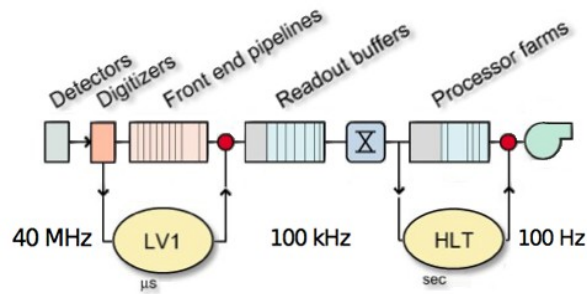 Detectors
Digitizers
Front end pipelines
Readout buffers
Processor farms
40 MHz
LV1
100 kHz
HLT
100 Hz
µs
sec